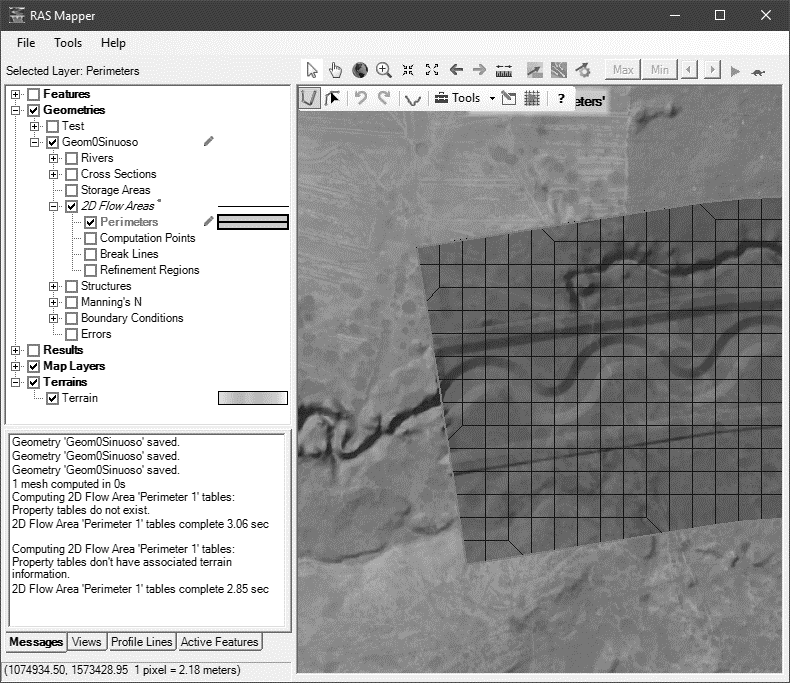 RAS Mapper
File Tools Help
Selected Layer: Perimeters
Max Min
Features
Geometries
Test
Geom0Sinuoso
Rivers
Cross Sections
Storage Areas
2D Flow Areas
Perimeters
Computation Points
Break Lines
Refinement Regions
Structures
Manning's N
Boundary Conditions
Errors
Results
Map Layers
Terrains
Terrain
Tools ? eters'
Geometry 'Geom0Sinuoso' saved.
Geometry 'Geom0Sinuoso' saved.
Geometry 'Geom0Sinuoso' saved.
1 mesh computed in 0s
Computing 2D Flow Area 'Perimeter 1' tables:
Property tables do not exist.
2D Flow Area 'Perimeter 1' tables complete 3.06 sec
Computing 2D Flow Area 'Perimeter 1' tables:
Property tables don't have associated terrain
information.
2D Flow Area 'Perimeter 1' tables complete 2.85 sec
Messages Views Profile Lines Active Features
(1074934.50, 1573428.95 1 pixel = 2.18 meters)